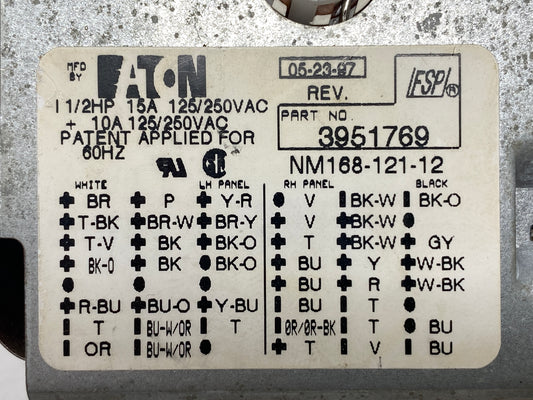 MFD BY EATON
05-23-97
FSP ®
REV.
1 1/2HP 15A 125/250VAC
+ 10A 125/250VAC
PATENT APPLIED FOR
60HZ
PART NO.
3951769
NM168-121-12
WHITE LH PANEL RH PANEL BLACK
BR P Y-R V BK-W BK-O
T-BK BR-W BR-Y V BK-W
T-V BK BK-O T BK-W GY
BK-O BK BK-O BU Y W-BK
BU R W-BK
R-BU BU-O Y-BU BU T
T BU-W/OR T OR/OR-BK T BU
OR BU-W/OR T V BU